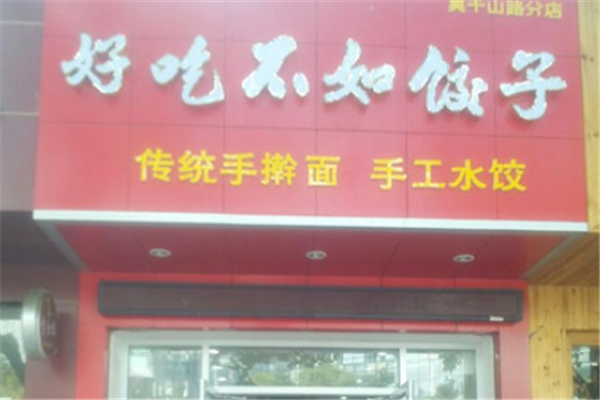 黄千山路分店
好吃不如饺子
传统手擀面 手工水饺